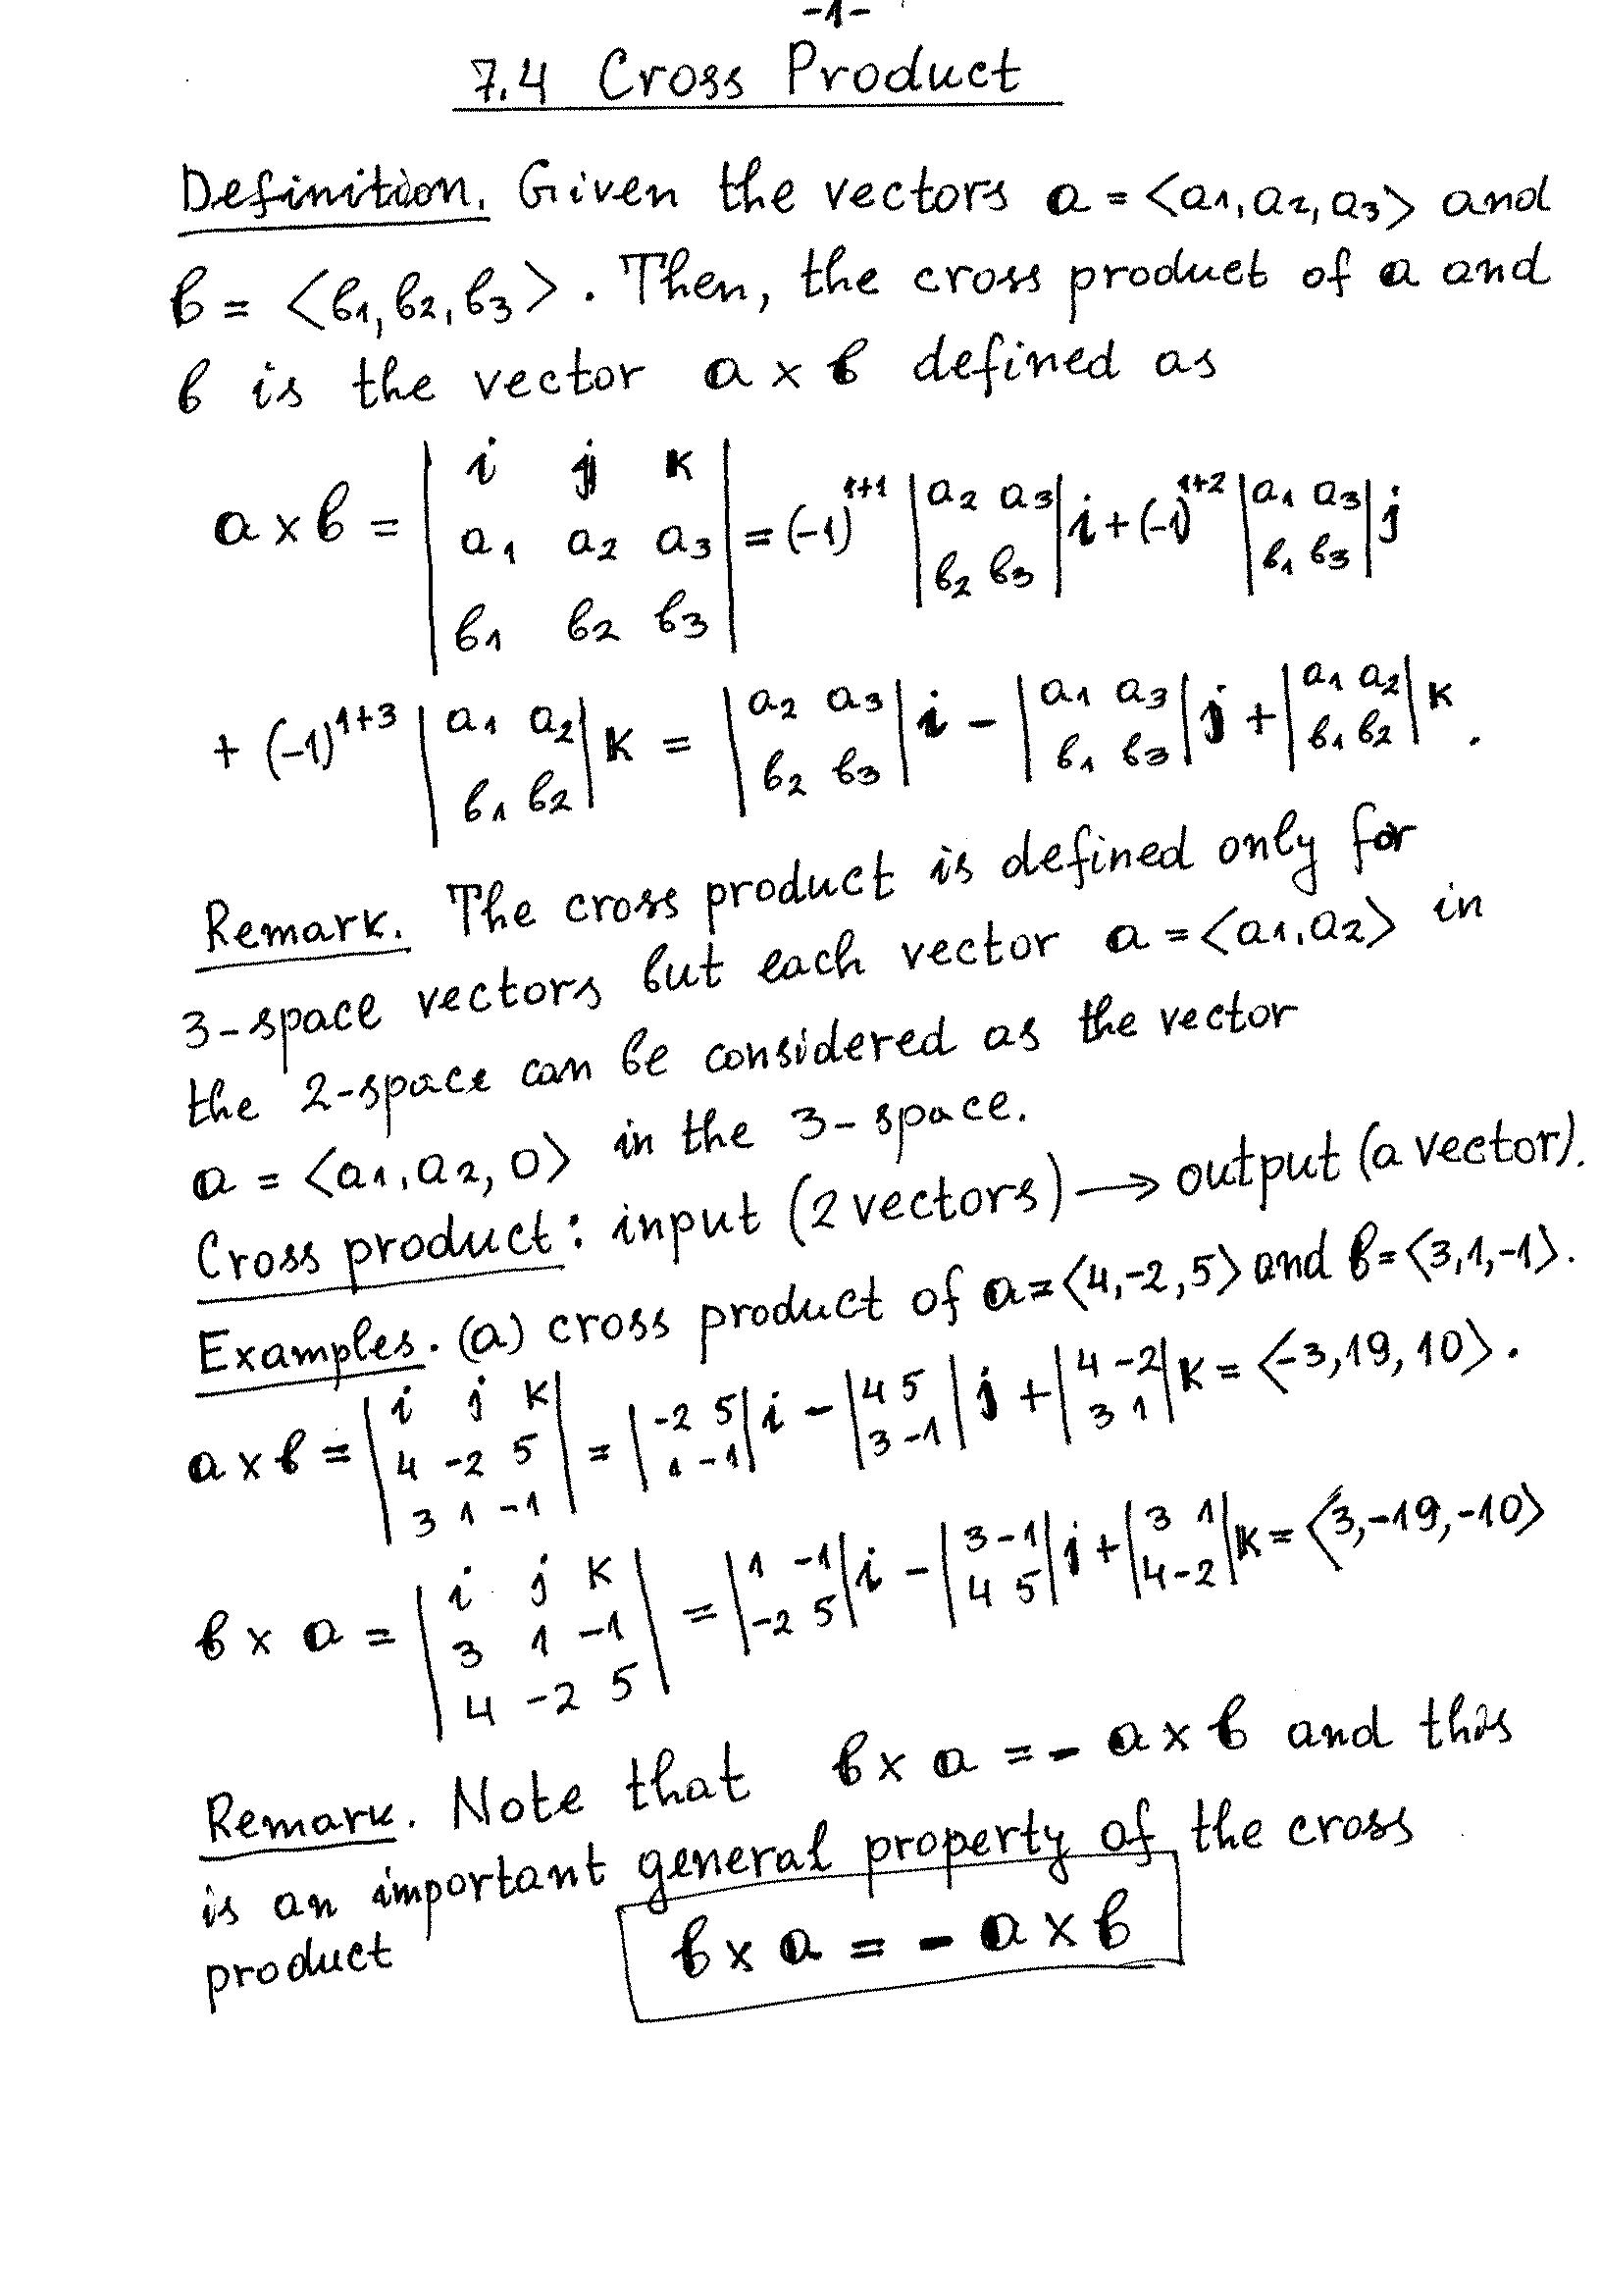 -1-
7.4 Cross Product
Definition. Given the vectors a = <a1, a2, a3> and
b = <b1, b2, b3>. Then, the cross product of a and
b is the vector a × b defined as
a × b = | i j k ; a1 a2 a3 ; b1 b2 b3 | = (-1)^(1+1) | a2 a3 ; b2 b3 | i + (-1)^(1+2) | a1 a3 ; b1 b3 | j
+ (-1)^(1+3) | a1 a2 ; b1 b2 | k = | a2 a3 ; b2 b3 | i - | a1 a3 ; b1 b3 | j + | a1 a2 ; b1 b2 | k .
Remark. The cross product is defined only for
3-space vectors but each vector a = <a1, a2> in
the 2-space can be considered as the vector
a = <a1, a2, 0> in the 3-space.
Cross product: input (2 vectors) → output (a vector).
Examples. (a) cross product of a = <4, -2, 5> and b = <3, 1, -1>.
a × b = | i j k ; 4 -2 5 ; 3 1 -1 | = | -2 5 ; 1 -1 | i - | 4 5 ; 3 -1 | j + | 4 -2 ; 3 1 | k = <-3, 19, 10>.
b × a = | i j k ; 3 1 -1 ; 4 -2 5 | = | 1 -1 ; -2 5 | i - | 3 -1 ; 4 5 | j + | 3 1 ; 4 -2 | k = <3, -19, -10>
Remark. Note that b × a = - a × b and this
is an important general property of the cross
product b × a = - a × b